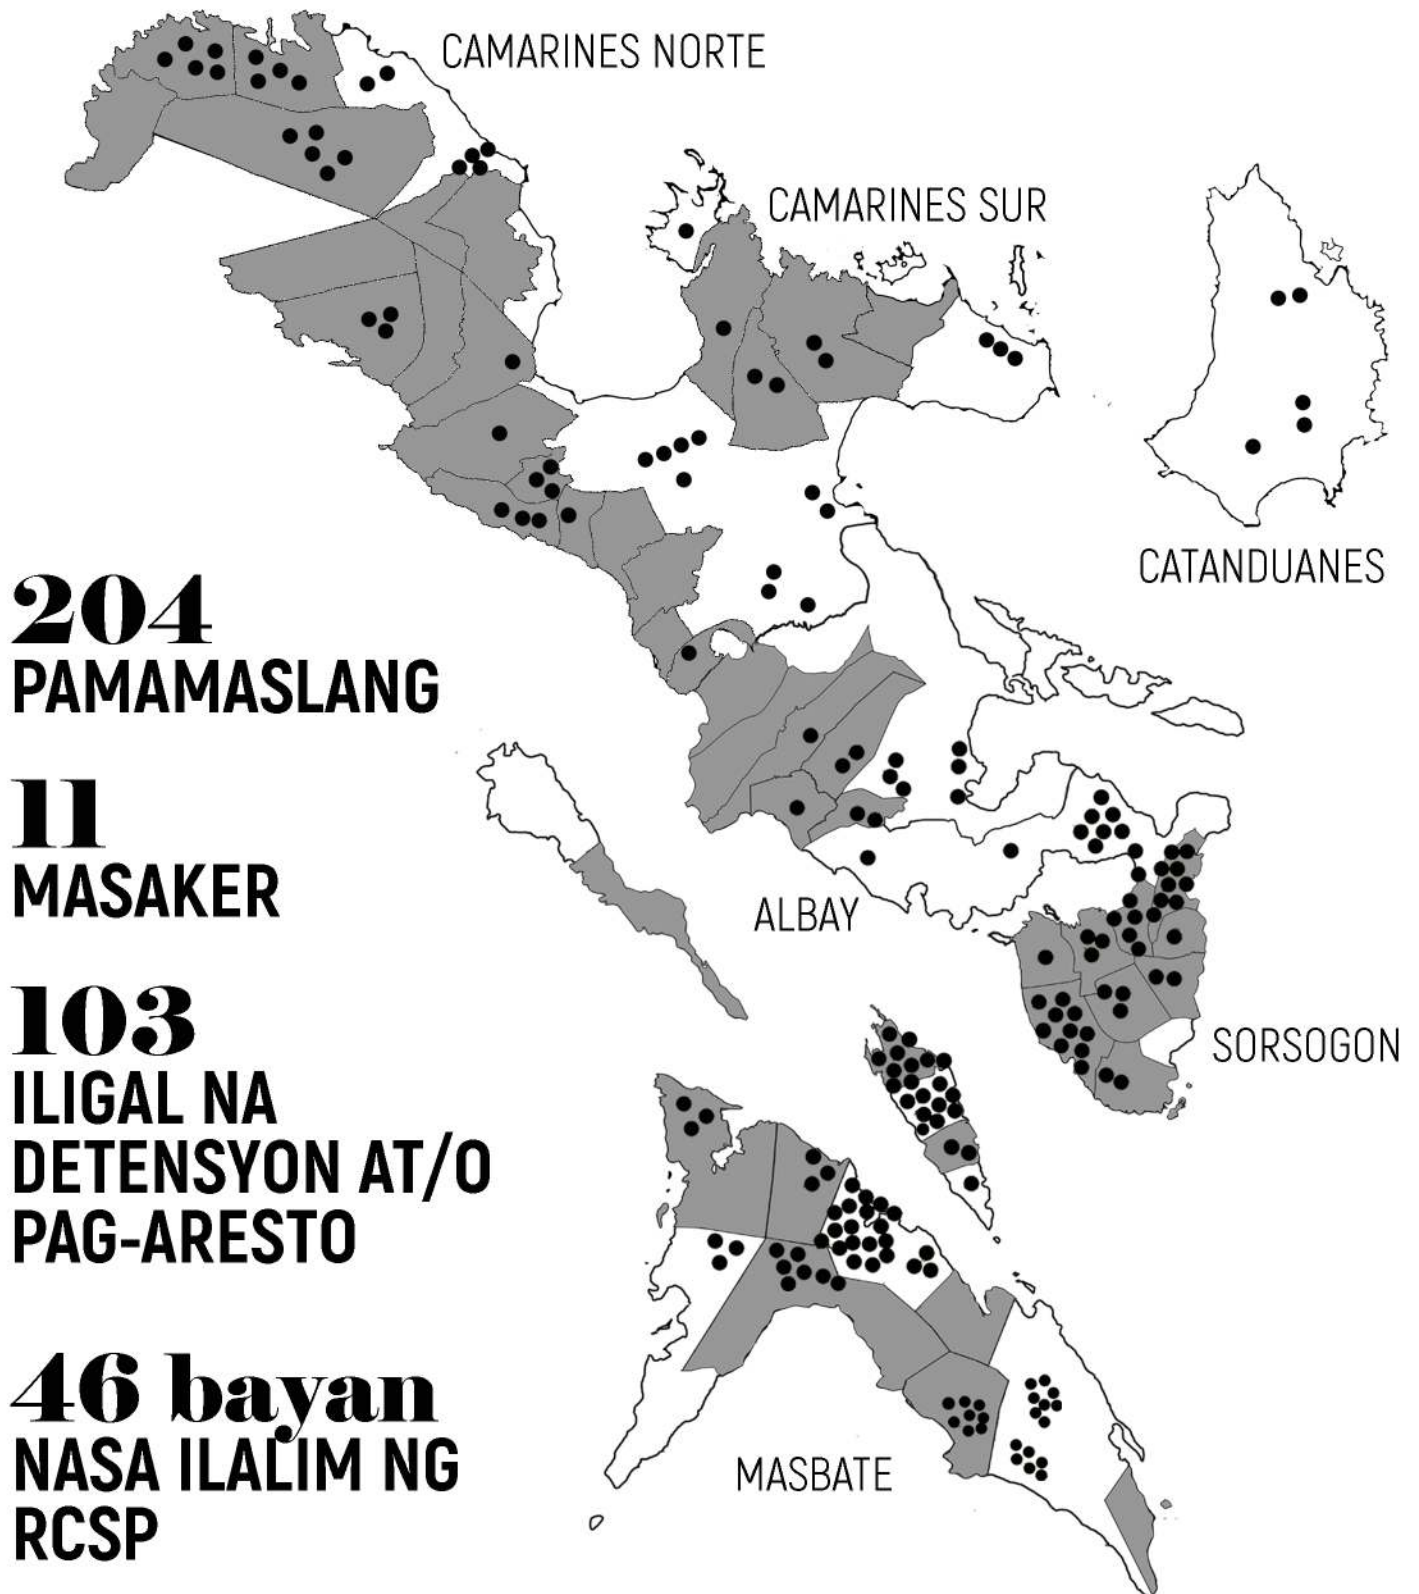 CAMARINES NORTE
CAMARINES SUR
CATANDUANES
204
PAMAMASLANG
11
MASAKER
ALBAY
103
ILIGAL NA
DETENSYON AT/O
PAG-ARESTO
SORSOGON
46 bayan
NASA ILALIM NG
RCSP
MASBATE